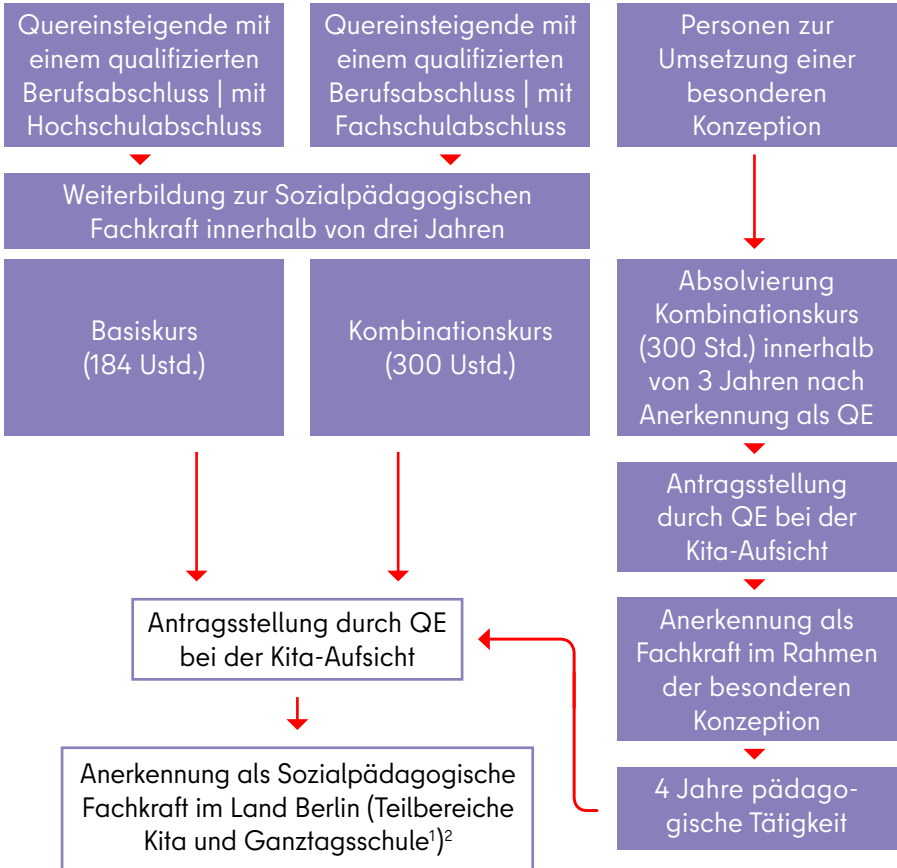 Quereinsteigende mit
einem qualifizierten
Berufsabschluss | mit
Hochschulabschluss
Quereinsteigende mit
einem qualifizierten
Berufsabschluss | mit
Fachschulabschluss
Personen zur
Umsetzung einer
besonderen
Konzeption
Weiterbildung zur Sozialpädagogischen
Fachkraft innerhalb von drei Jahren
Basiskurs
(184 Ustd.)
Kombinationskurs
(300 Ustd.)
Absolvierung
Kombinationskurs
(300 Std.) innerhalb
von 3 Jahren nach
Anerkennung als QE
Antragsstellung
durch QE bei der
Kita-Aufsicht
Anerkennung als
Fachkraft im Rahmen
der besonderen
Konzeption
4 Jahre pädago-
gische Tätigkeit
Antragsstellung durch QE
bei der Kita-Aufsicht
Anerkennung als Sozialpädagogische
Fachkraft im Land Berlin (Teilbereiche
Kita und Ganztagsschule¹)²